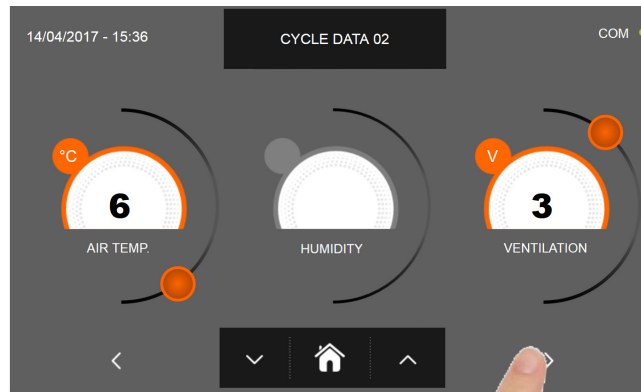 14/04/2017 - 15:36
CYCLE DATA 02
COM
°C
6
AIR TEMP.
HUMIDITY
V
3
VENTILATION